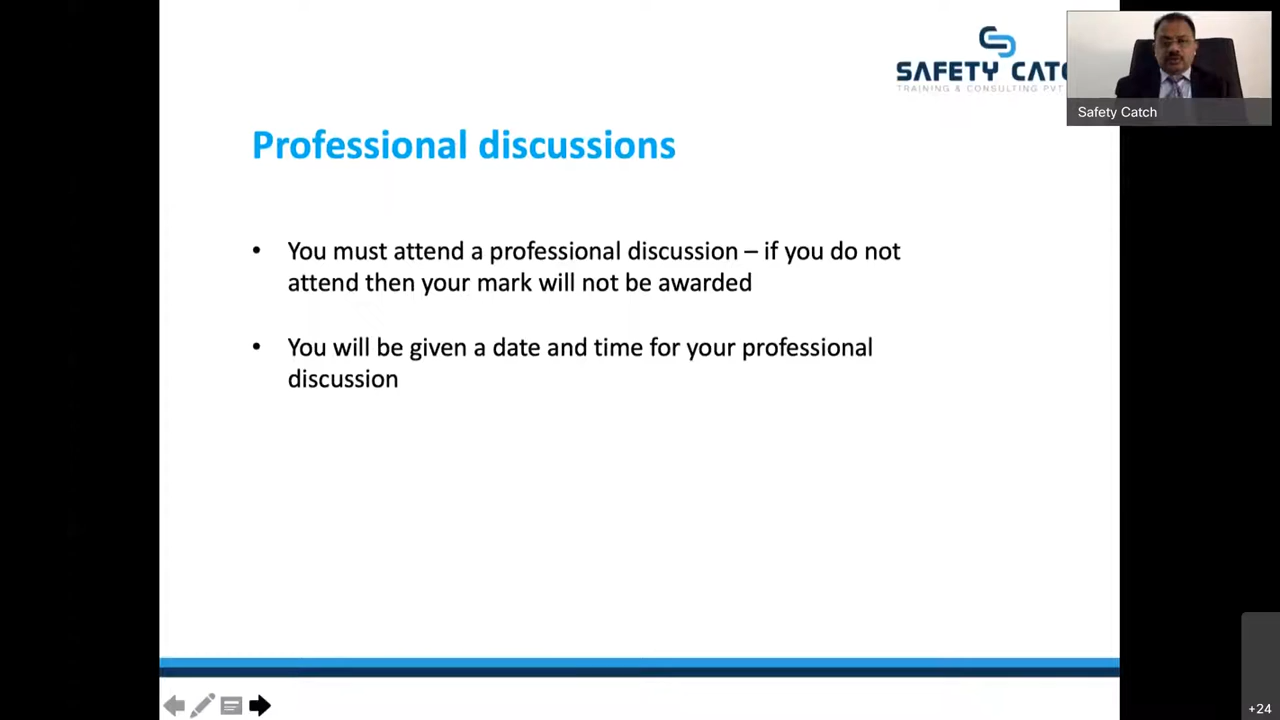 SAFETY CATC
TRAINING & CONSULTING PVT
Safety Catch
Professional discussions
• You must attend a professional discussion – if you do not
attend then your mark will not be awarded
• You will be given a date and time for your professional
discussion
+24